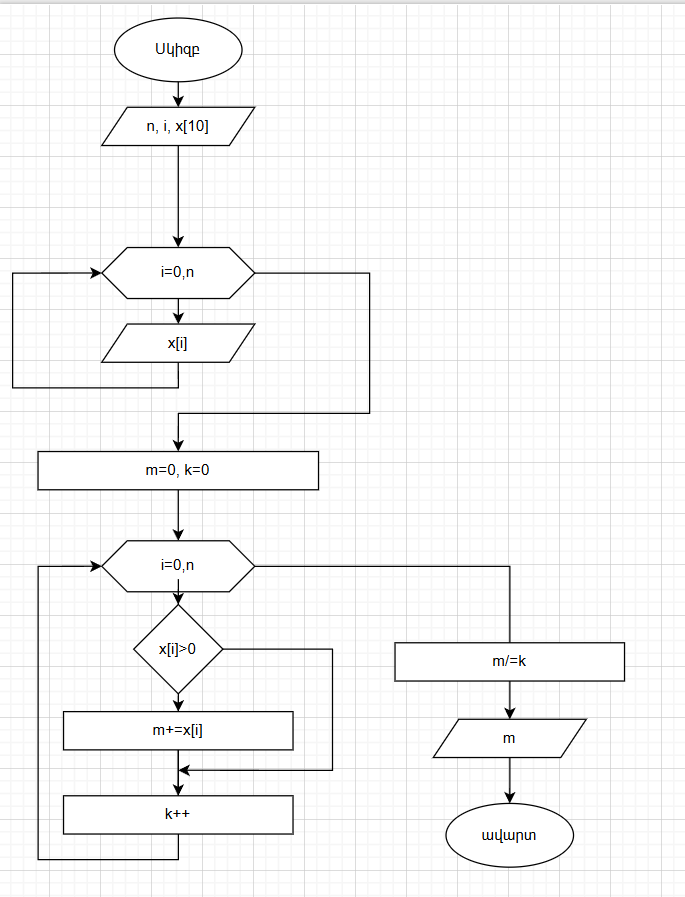 Սկիզբ
n, i, x[10]
i=0,n
x[i]
m=0, k=0
i=0,n
x[i]>0
m+=x[i]
k++
m/=k
m
ավարտ